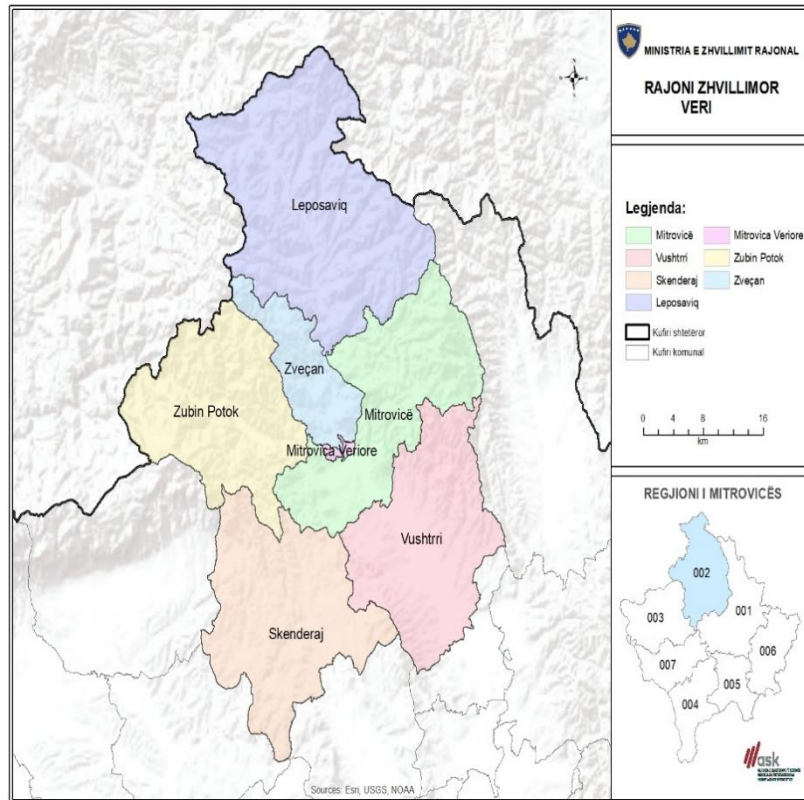 MINISTRIA E ZHVILLIMIT RAJONAL
RAJONI ZHVILLIMOR
VERI
Leposaviq
Zveçan
Zubin Potok
Mitrovicë
Mitrovica Veriore
Vushtrri
Skenderaj
Sources: Esri, USGS, NOAA
Legjenda:
Mitrovicë
Mitrovica Veriore
Vushtrri
Zubin Potok
Skenderaj
Zveçan
Leposaviq
Kufiri shtetëror
Kufiri komunal
0 4 8 16
km
REGJIONI I MITROVICËS
002
001
003
006
007
005
004
ask